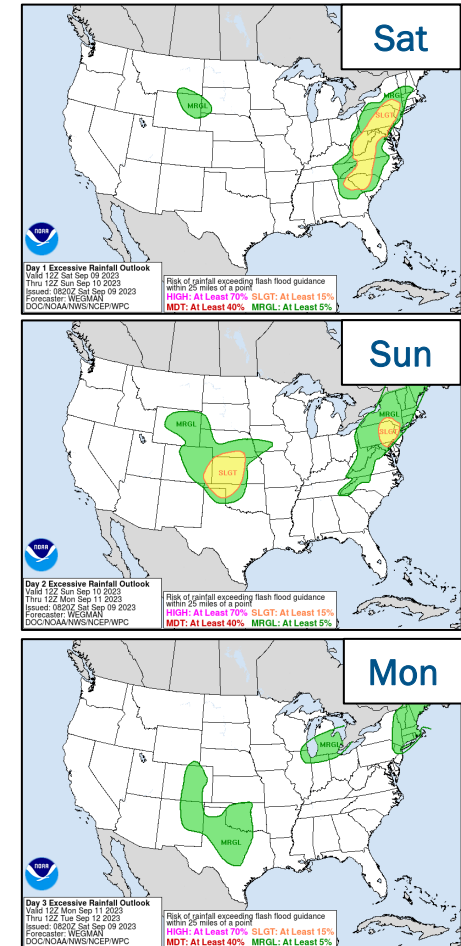 Sat
MRGL
MRGL
SLGT
NOAA
Day 1 Excessive Rainfall Outlook
Valid 12Z Sat Sep 09 2023
Thru 12Z Sun Sep 10 2023
Issued: 0820Z Sat Sep 09 2023
Forecaster: WEGMAN
DOC/NOAA/NWS/NCEP/WPC
Risk of rainfall exceeding flash flood guidance
within 25 miles of a point
HIGH: At Least 70% SLGT: At Least 15%
MDT: At Least 40% MRGL: At Least 5%
Sun
MRGL
MRGL
SLGT
SLGT
NOAA
Day 2 Excessive Rainfall Outlook
Valid 12Z Sun Sep 10 2023
Thru 12Z Mon Sep 11 2023
Issued: 0820Z Sat Sep 09 2023
Forecaster: WEGMAN
DOC/NOAA/NWS/NCEP/WPC
Risk of rainfall exceeding flash flood guidance
within 25 miles of a point
HIGH: At Least 70% SLGT: At Least 15%
MDT: At Least 40% MRGL: At Least 5%
Mon
MRGL
MRGL
NOAA
Day 3 Excessive Rainfall Outlook
Valid 12Z Mon Sep 11 2023
Thru 12Z Tue Sep 12 2023
Issued: 0820Z Sat Sep 09 2023
Forecaster: WEGMAN
DOC/NOAA/NWS/NCEP/WPC
Risk of rainfall exceeding flash flood guidance
within 25 miles of a point
HIGH: At Least 70% SLGT: At Least 15%
MDT: At Least 40% MRGL: At Least 5%